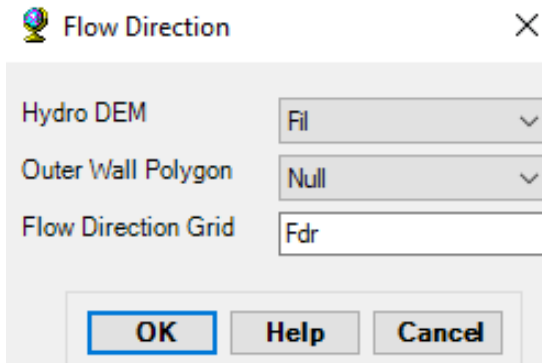 Flow Direction
Hydro DEM Fil
Outer Wall Polygon Null
Flow Direction Grid Fdr
OK Help Cancel